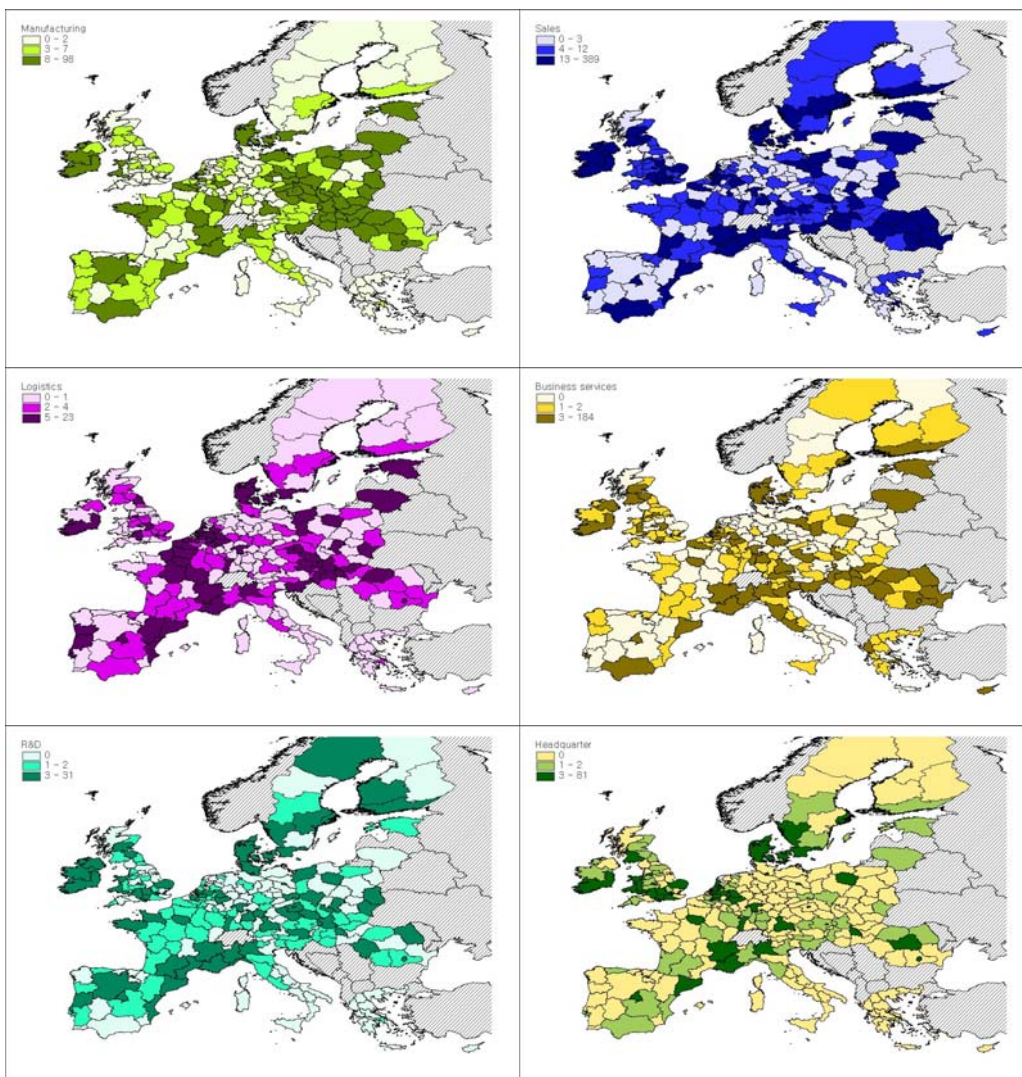 Manufacturing
0 - 2
3 - 7
8 - 98
Sales
0 - 3
4 - 12
13 - 389
Logistics
0 - 1
2 - 4
5 - 23
Business services
0
1 - 2
3 - 184
R&D
0
1 - 2
3 - 31
Headquarter
0
1 - 2
3 - 81